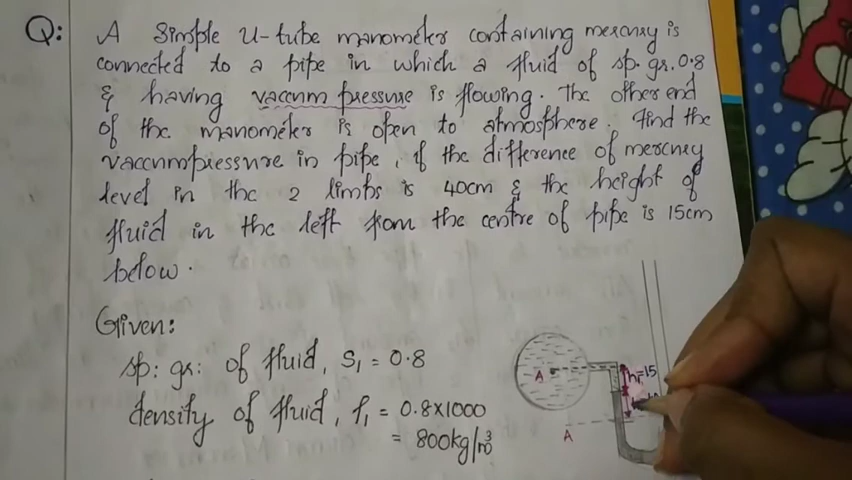 Q: A Simple U-tube manometer containing mercury is
connected to a pipe in which a fluid of sp. gr. 0.8
& having vaccum pressure is flowing. The other end
of the manometer is open to atmosphere. Find the
vaccum pressure in pipe, if the difference of mercury
level in the 2 limbs is 40cm & the height of
fluid in the left from the centre of pipe is 15cm
below.
Given:
sp: gr: of fluid, S₁ = 0.8
density of fluid, ρ₁ = 0.8x1000
= 800kg/m³
A
h₁=15
A